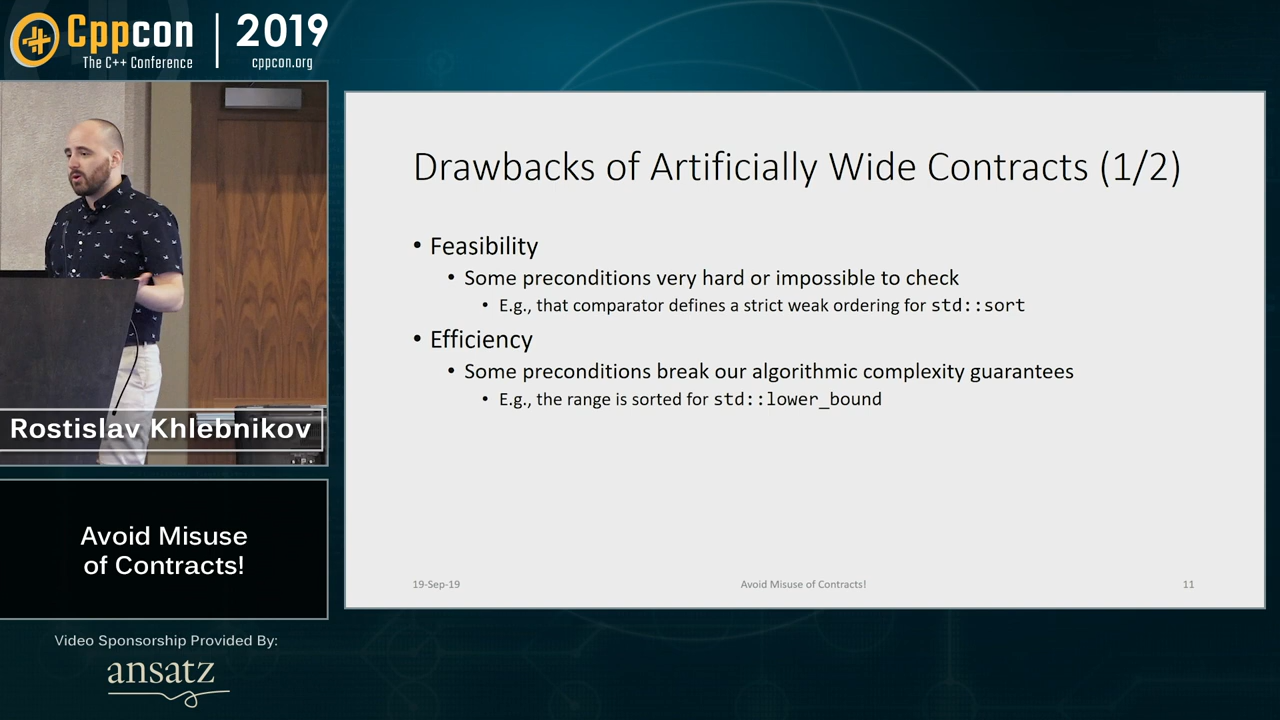 Cppcon
The C++ Conference
2019
cppcon.org
Rostislav Khlebnikov
Avoid Misuse
of Contracts!
Video Sponsorship Provided By:
ansatz
Drawbacks of Artificially Wide Contracts (1/2)
• Feasibility
• Some preconditions very hard or impossible to check
• E.g., that comparator defines a strict weak ordering for std::sort
• Efficiency
• Some preconditions break our algorithmic complexity guarantees
• E.g., the range is sorted for std::lower_bound
19-Sep-19
Avoid Misuse of Contracts!
11